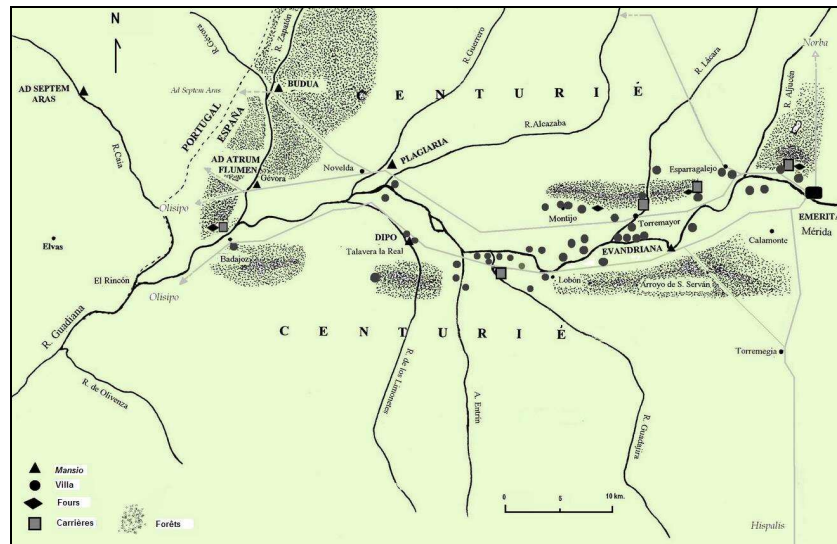 N
Norba
R.Gévora
R. Zapatón
R.Guerrero
R. Lácara
R. Aljucén
AD SEPTEM
ARAS
Ad Septem Aras
BUDUA
PORTUGAL
ESPAÑA
C E N T U R I É
R.Alcazaba
R.Caia
AD ATRUM
FLUMEN
Gévora
Novelda
PLAGIARIA
Esparragalejo
Olisipo
Montijo
Torremayor
EMERITA
Mérida
Elvas
Badajoz
DIPO
Talavera la Real
EVANDRIANA
Calamonte
El Rincón
Olisipo
Lobón
Arroyo de S. Serván
C E N T U R I É
R. Guadiana
R. de Olivenza
R. de los Limonetes
A. Entrín
R. Guadajira
Torremegia
Mansio
Villa
Fours
Carrières
Forêts
0 5 10 km.
Hispalis